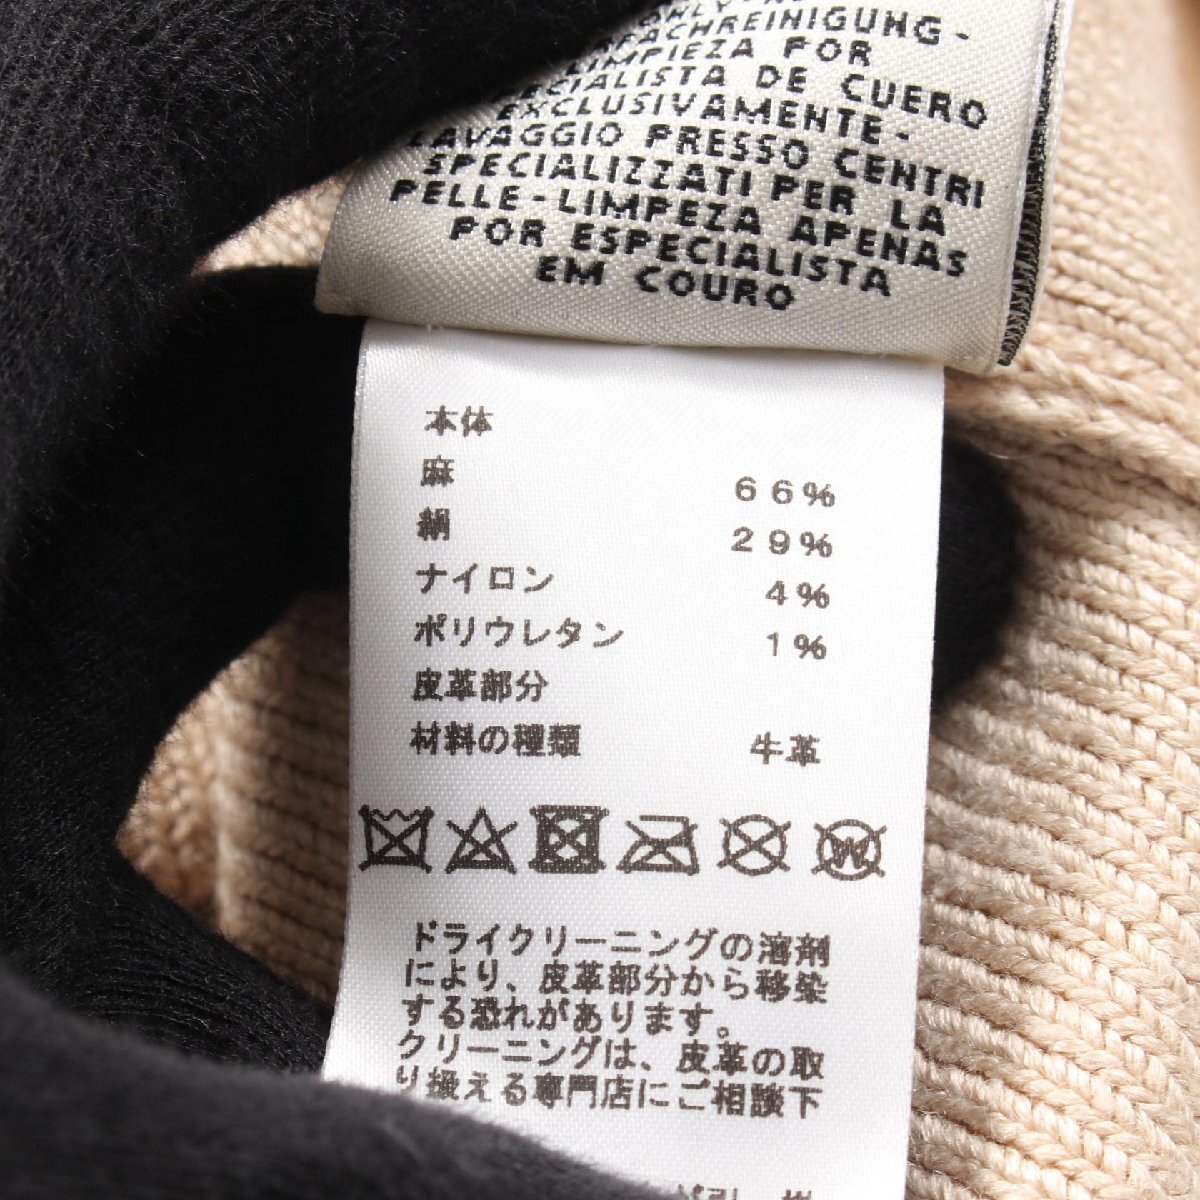 FACHREINIGUNG-
LIMPIEZA POR
ESPECIALISTA DE CUERO
EXCLUSIVAMENTE-
LAVAGGIO PRESSO CENTRI
SPECIALIZZATI PER LA
PELLE-LIMPEZA APENAS
POR ESPECIALISTA
EM COURO
本体
麻 66%
絹 29%
ナイロン 4%
ポリウレタン 1%
皮革部分
材料の種類 牛革
W
ドライクリーニングの溶剤
により、皮革部分から移染
する恐れがあります。
クリーニングは、皮革の取
り扱える専門店にご相談下